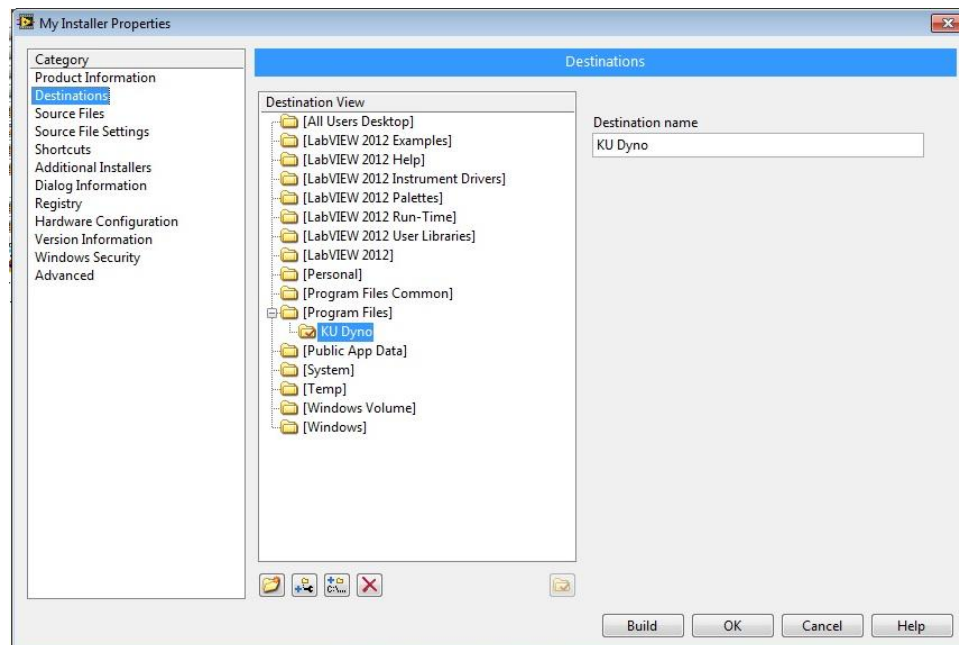 My Installer Properties
Category
Product Information
Destinations
Source Files
Source File Settings
Shortcuts
Additional Installers
Dialog Information
Registry
Hardware Configuration
Version Information
Windows Security
Advanced
Destinations
Destination View
[All Users Desktop]
[LabVIEW 2012 Examples]
[LabVIEW 2012 Help]
[LabVIEW 2012 Instrument Drivers]
[LabVIEW 2012 Palettes]
[LabVIEW 2012 Run-Time]
[LabVIEW 2012 User Libraries]
[LabVIEW 2012]
[Personal]
[Program Files Common]
[Program Files]
KU Dyno
[Public App Data]
[System]
[Temp]
[Windows Volume]
[Windows]
Destination name
KU Dyno
C:\...
Build
OK
Cancel
Help